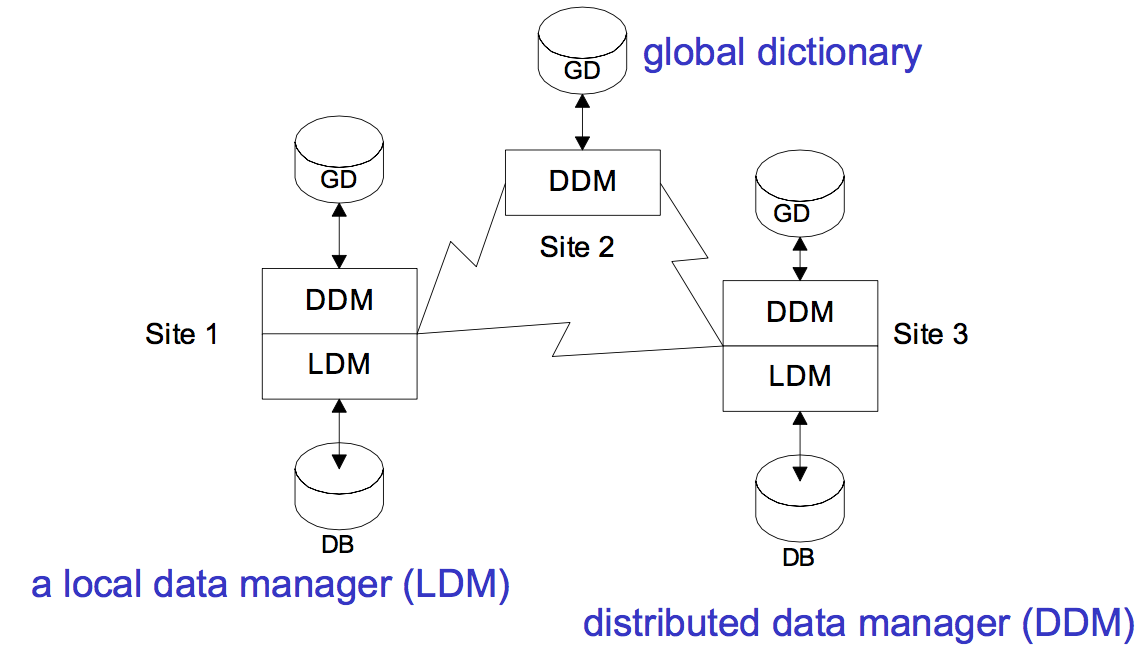 GD
global dictionary
DDM
Site 2
GD
DDM
Site 1
LDM
DB
GD
DDM
Site 3
LDM
DB
a local data manager (LDM)
distributed data manager (DDM)